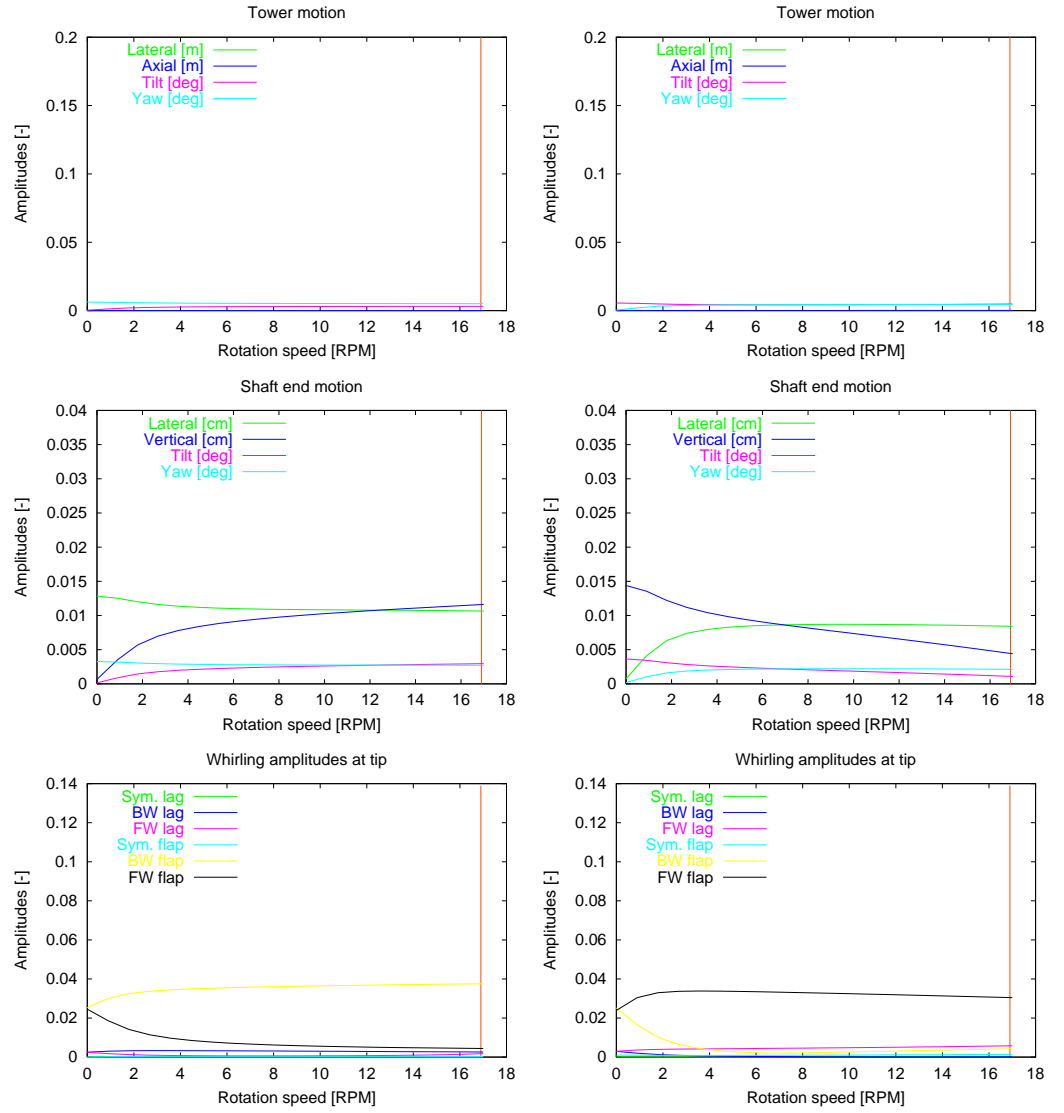 Tower motion
Amplitudes [-]
0.2
0.15
0.1
0.05
0
Lateral [m]
Axial [m]
Tilt [deg]
Yaw [deg]
0 2 4 6 8 10 12 14 16 18
Rotation speed [RPM]
Tower motion
Amplitudes [-]
0.2
0.15
0.1
0.05
0
Lateral [m]
Axial [m]
Tilt [deg]
Yaw [deg]
0 2 4 6 8 10 12 14 16 18
Rotation speed [RPM]
Shaft end motion
Amplitudes [-]
0.04
0.035
0.03
0.025
0.02
0.015
0.01
0.005
0
Lateral [cm]
Vertical [cm]
Tilt [deg]
Yaw [deg]
0 2 4 6 8 10 12 14 16 18
Rotation speed [RPM]
Shaft end motion
Amplitudes [-]
0.04
0.035
0.03
0.025
0.02
0.015
0.01
0.005
0
Lateral [cm]
Vertical [cm]
Tilt [deg]
Yaw [deg]
0 2 4 6 8 10 12 14 16 18
Rotation speed [RPM]
Whirling amplitudes at tip
Amplitudes [-]
0.14
0.12
0.1
0.08
0.06
0.04
0.02
0
Sym. lag
BW lag
FW lag
Sym. flap
BW flap
FW flap
0 2 4 6 8 10 12 14 16 18
Rotation speed [RPM]
Whirling amplitudes at tip
Amplitudes [-]
0.14
0.12
0.1
0.08
0.06
0.04
0.02
0
Sym. lag
BW lag
FW lag
Sym. flap
BW flap
FW flap
0 2 4 6 8 10 12 14 16 18
Rotation speed [RPM]